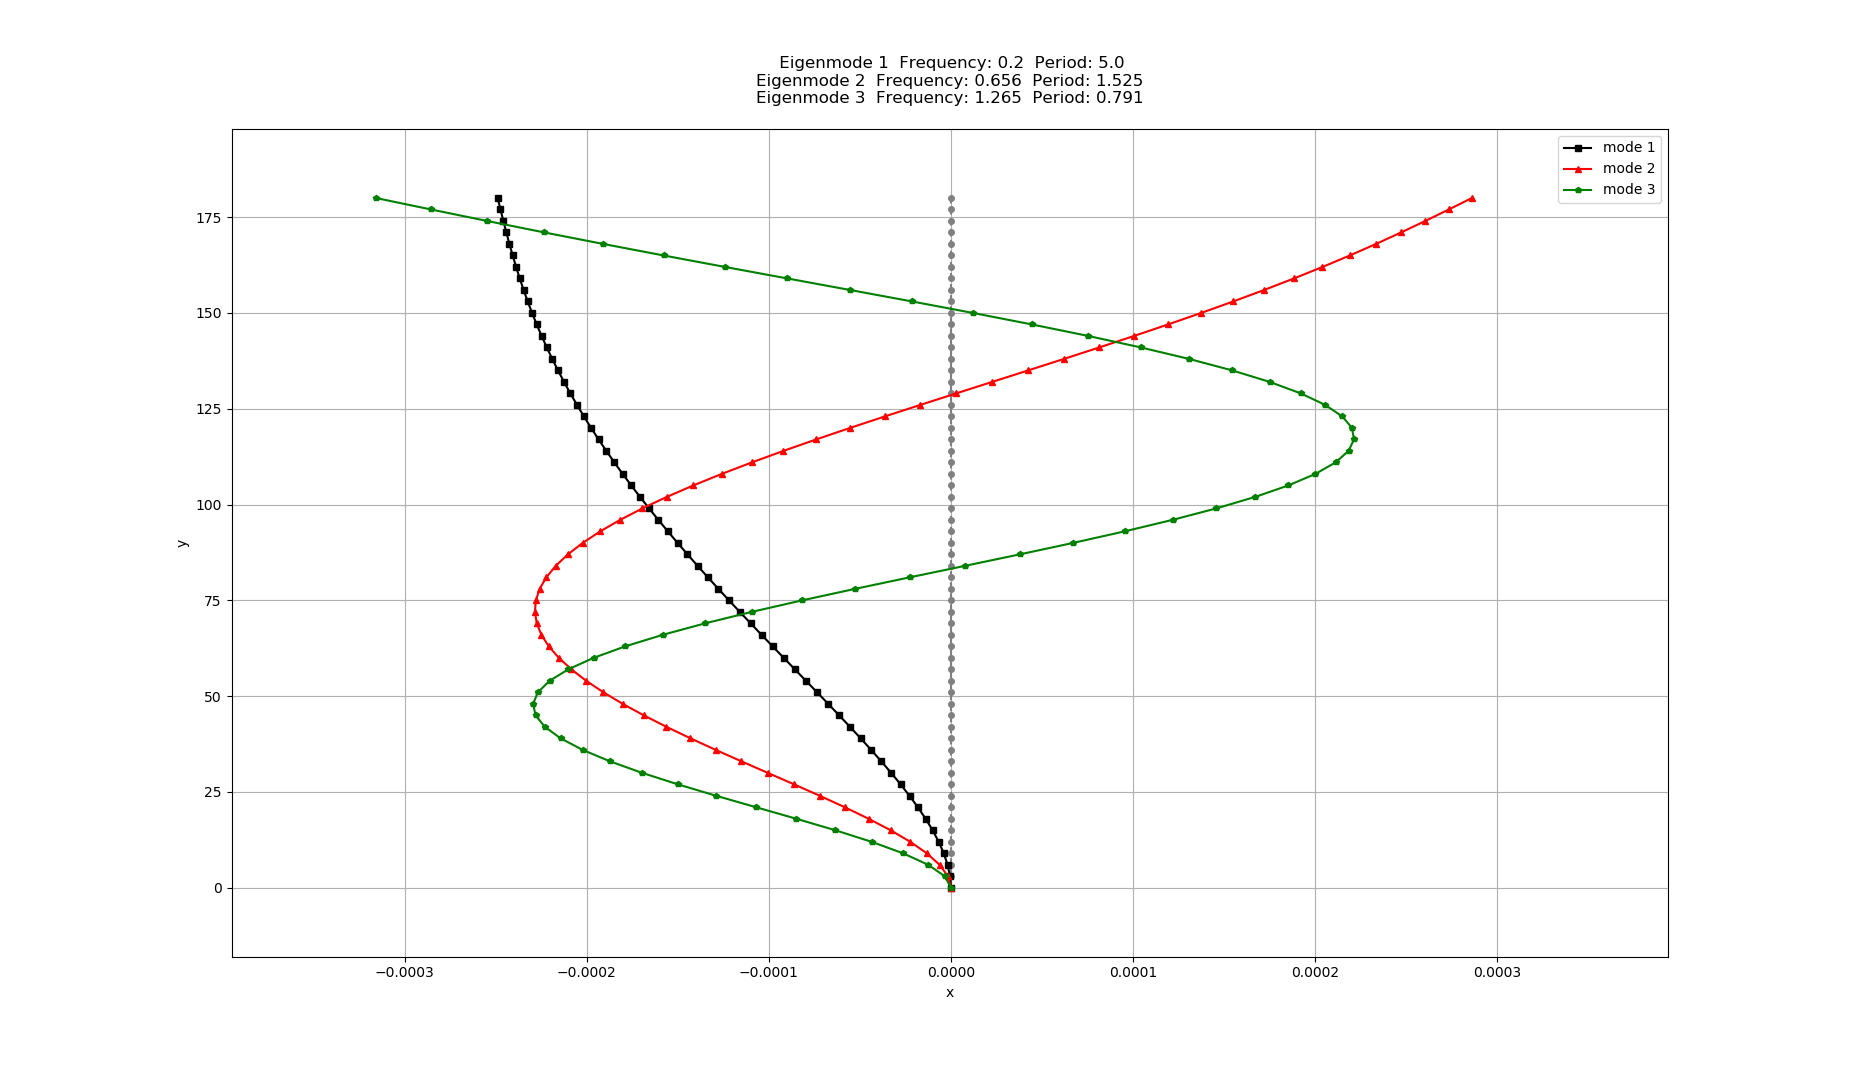 Eigenmode 1  Frequency: 0.2  Period: 5.0
Eigenmode 2  Frequency: 0.656  Period: 1.525
Eigenmode 3  Frequency: 1.265  Period: 0.791
mode 1
mode 2
mode 3
175
150
125
100
75
50
25
0
y
−0.0003
−0.0002
−0.0001
0.0000
0.0001
0.0002
0.0003
x